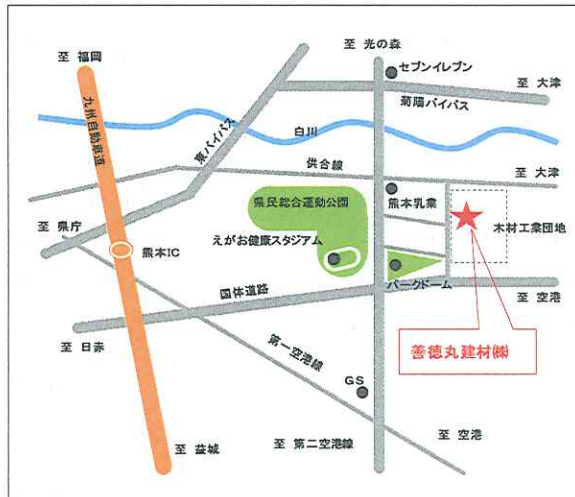 至 福岡
至 光の森
セブンイレブン
至 大津
菊陽バイパス
九州自動車道
東バイパス
白川
供合線
至 大津
県民総合運動公園
熊本乳業
木材工業団地
至 県庁
えがお健康スタジアム
熊本IC
パークドーム
国体道路
至 空港
至 日赤
善徳丸建材㈱
第一空港線
GS
至 益城
至 第二空港線
至 空港